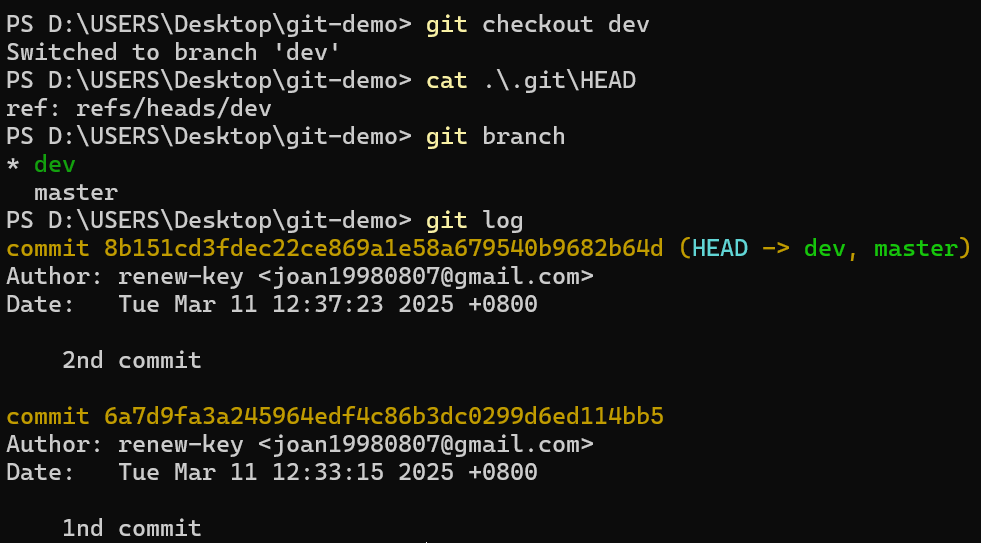 PS D:\USERS\Desktop\git-demo> git checkout dev
Switched to branch 'dev'
PS D:\USERS\Desktop\git-demo> cat .\.git\HEAD
ref: refs/heads/dev
PS D:\USERS\Desktop\git-demo> git branch
* dev
  master
PS D:\USERS\Desktop\git-demo> git log
commit 8b151cd3fdec22ce869a1e58a679540b9682b64d (HEAD -> dev, master)
Author: renew-key <joan19980807@gmail.com>
Date:   Tue Mar 11 12:37:23 2025 +0800

    2nd commit

commit 6a7d9fa3a245964edf4c86b3dc0299d6ed114bb5
Author: renew-key <joan19980807@gmail.com>
Date:   Tue Mar 11 12:33:15 2025 +0800

    1nd commit